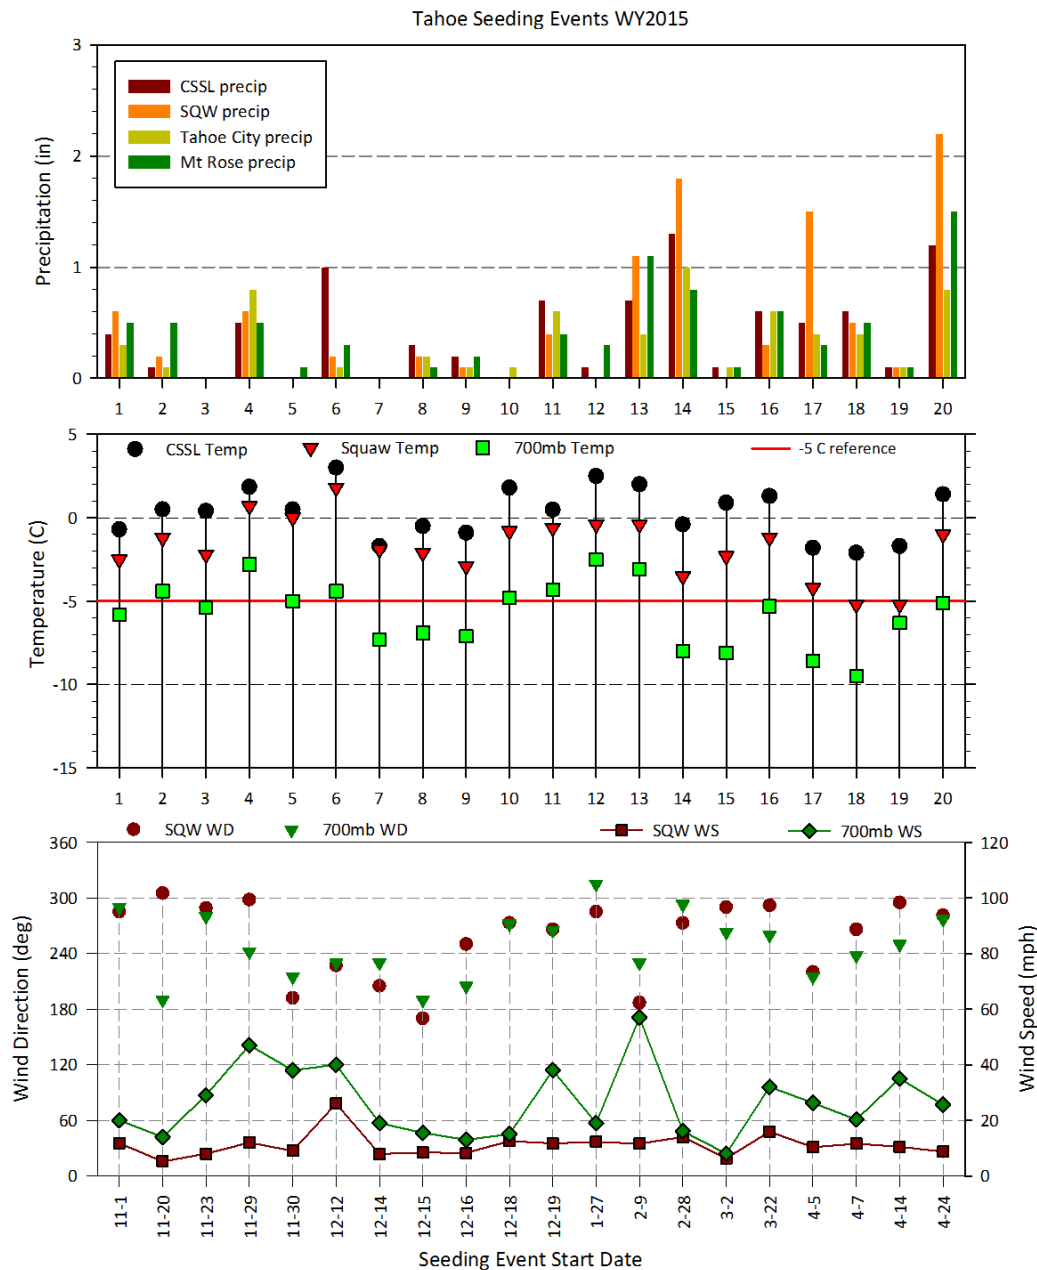 Tahoe Seeding Events WY2015
3
2
1
0
Precipitation (in)
CSSL precip
SQW precip
Tahoe City precip
Mt Rose precip
1 2 3 4 5 6 7 8 9 10 11 12 13 14 15 16 17 18 19 20
CSSL Temp Squaw Temp 700mb Temp -5 C reference
5
0
-5
-10
-15
Temperature (C)
1 2 3 4 5 6 7 8 9 10 11 12 13 14 15 16 17 18 19 20
SQW WD 700mb WD SQW WS 700mb WS
360 120
300 100
240 80
180 60
120 40
60 20
0 0
Wind Direction (deg)
Wind Speed (mph)
11-1 11-20 11-23 11-29 11-30 12-12 12-14 12-15 12-16 12-18 12-19 1-27 2-9 2-28 3-2 3-22 4-5 4-7 4-14 4-24
Seeding Event Start Date